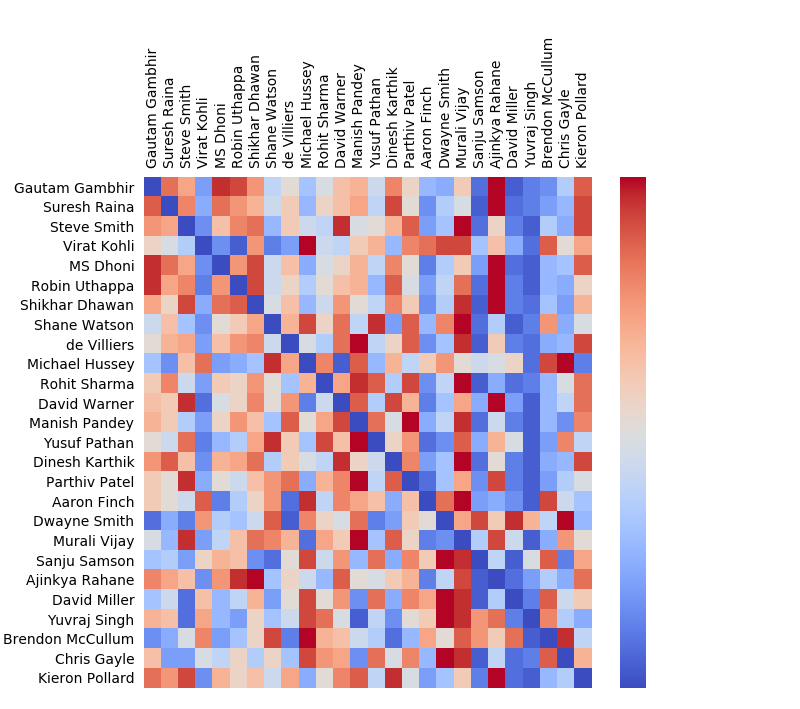 Gautam Gambhir
Suresh Raina
Steve Smith
Virat Kohli
MS Dhoni
Robin Uthappa
Shikhar Dhawan
Shane Watson
de Villiers
Michael Hussey
Rohit Sharma
David Warner
Manish Pandey
Yusuf Pathan
Dinesh Karthik
Parthiv Patel
Aaron Finch
Dwayne Smith
Murali Vijay
Sanju Samson
Ajinkya Rahane
David Miller
Yuvraj Singh
Brendon McCullum
Chris Gayle
Kieron Pollard
Gautam Gambhir
Suresh Raina
Steve Smith
Virat Kohli
MS Dhoni
Robin Uthappa
Shikhar Dhawan
Shane Watson
de Villiers
Michael Hussey
Rohit Sharma
David Warner
Manish Pandey
Yusuf Pathan
Dinesh Karthik
Parthiv Patel
Aaron Finch
Dwayne Smith
Murali Vijay
Sanju Samson
Ajinkya Rahane
David Miller
Yuvraj Singh
Brendon McCullum
Chris Gayle
Kieron Pollard